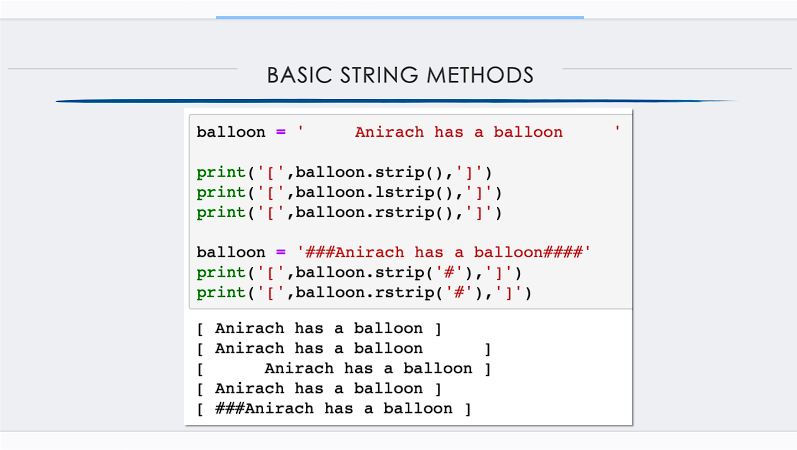 BASIC STRING METHODS
balloon = '     Anirach has a balloon     '
print('[',balloon.strip(),']')
print('[',balloon.lstrip(),']')
print('[',balloon.rstrip(),']')
balloon = '###Anirach has a balloon####'
print('[',balloon.strip('#'),']')
print('[',balloon.rstrip('#'),']')
[ Anirach has a balloon ]
[ Anirach has a balloon      ]
[      Anirach has a balloon ]
[ Anirach has a balloon ]
[ ###Anirach has a balloon ]